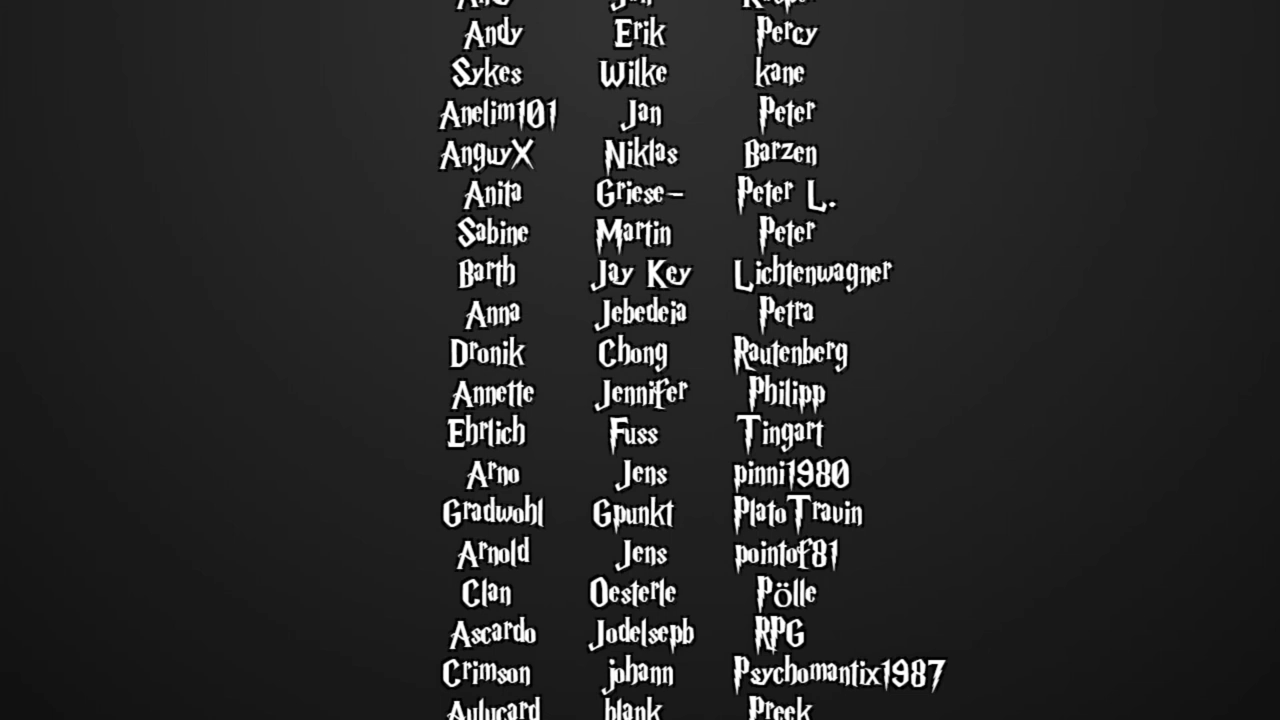 Andy Erik Percy
Sykes Wilke kane
Anelim101 Jan Peter
AnguyX Niklas Barzen
Anita Griese- Peter L.
Sabine Martin Peter
Barth Jay Key Lichtenwagner
Anna Jebedeia Petra
Dronik Chong Rautenberg
Annette Jennifer Philipp
Ehrlich Fuss Tingart
Arno Jens pinni1980
Gradwohl Gpunkt PlatoTravin
Arnold Jens pointof81
Clan Oesterle Pölle
Ascardo Jodelsepb RPG
Crimson johann Psychomantix1987
blank Preek